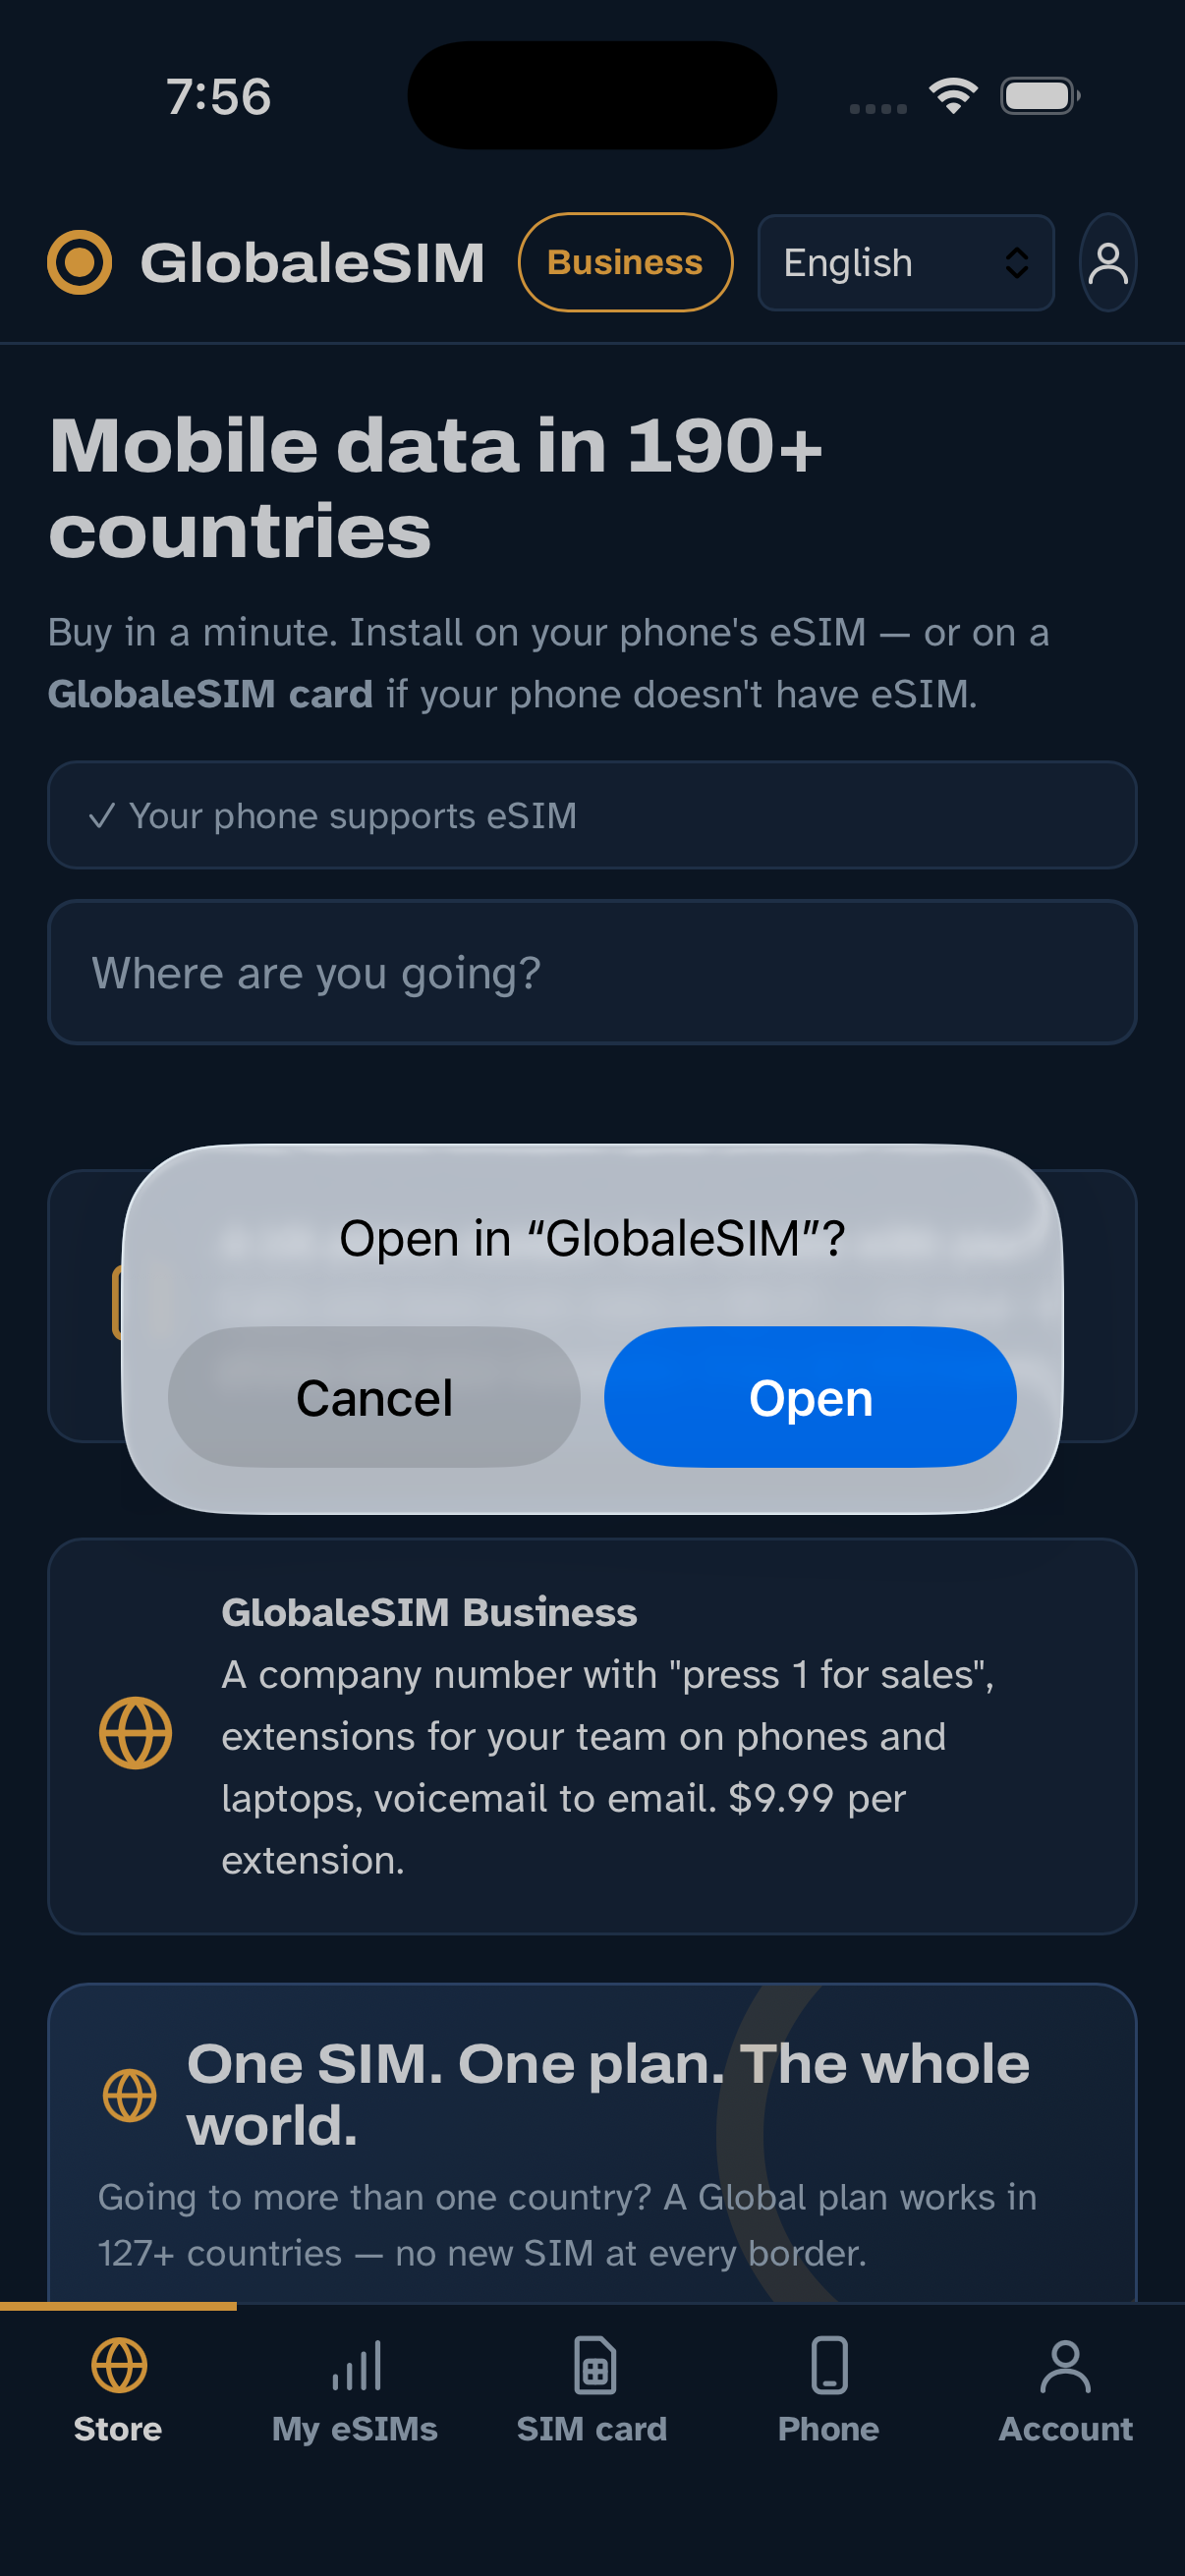 7:56
GlobaleSIM
Business
English
Mobile data in 190+
countries
Buy in a minute. Install on your phone's eSIM — or on a
GlobaleSIM card if your phone doesn't have eSIM.
✓ Your phone supports eSIM
Where are you going?
Open in “GlobaleSIM”?
Cancel
Open
GlobaleSIM Business
A company number with "press 1 for sales",
extensions for your team on phones and
laptops, voicemail to email. $9.99 per
extension.
One SIM. One plan. The whole
world.
Going to more than one country? A Global plan works in
127+ countries — no new SIM at every border.
Store
My eSIMs
SIM card
Phone
Account